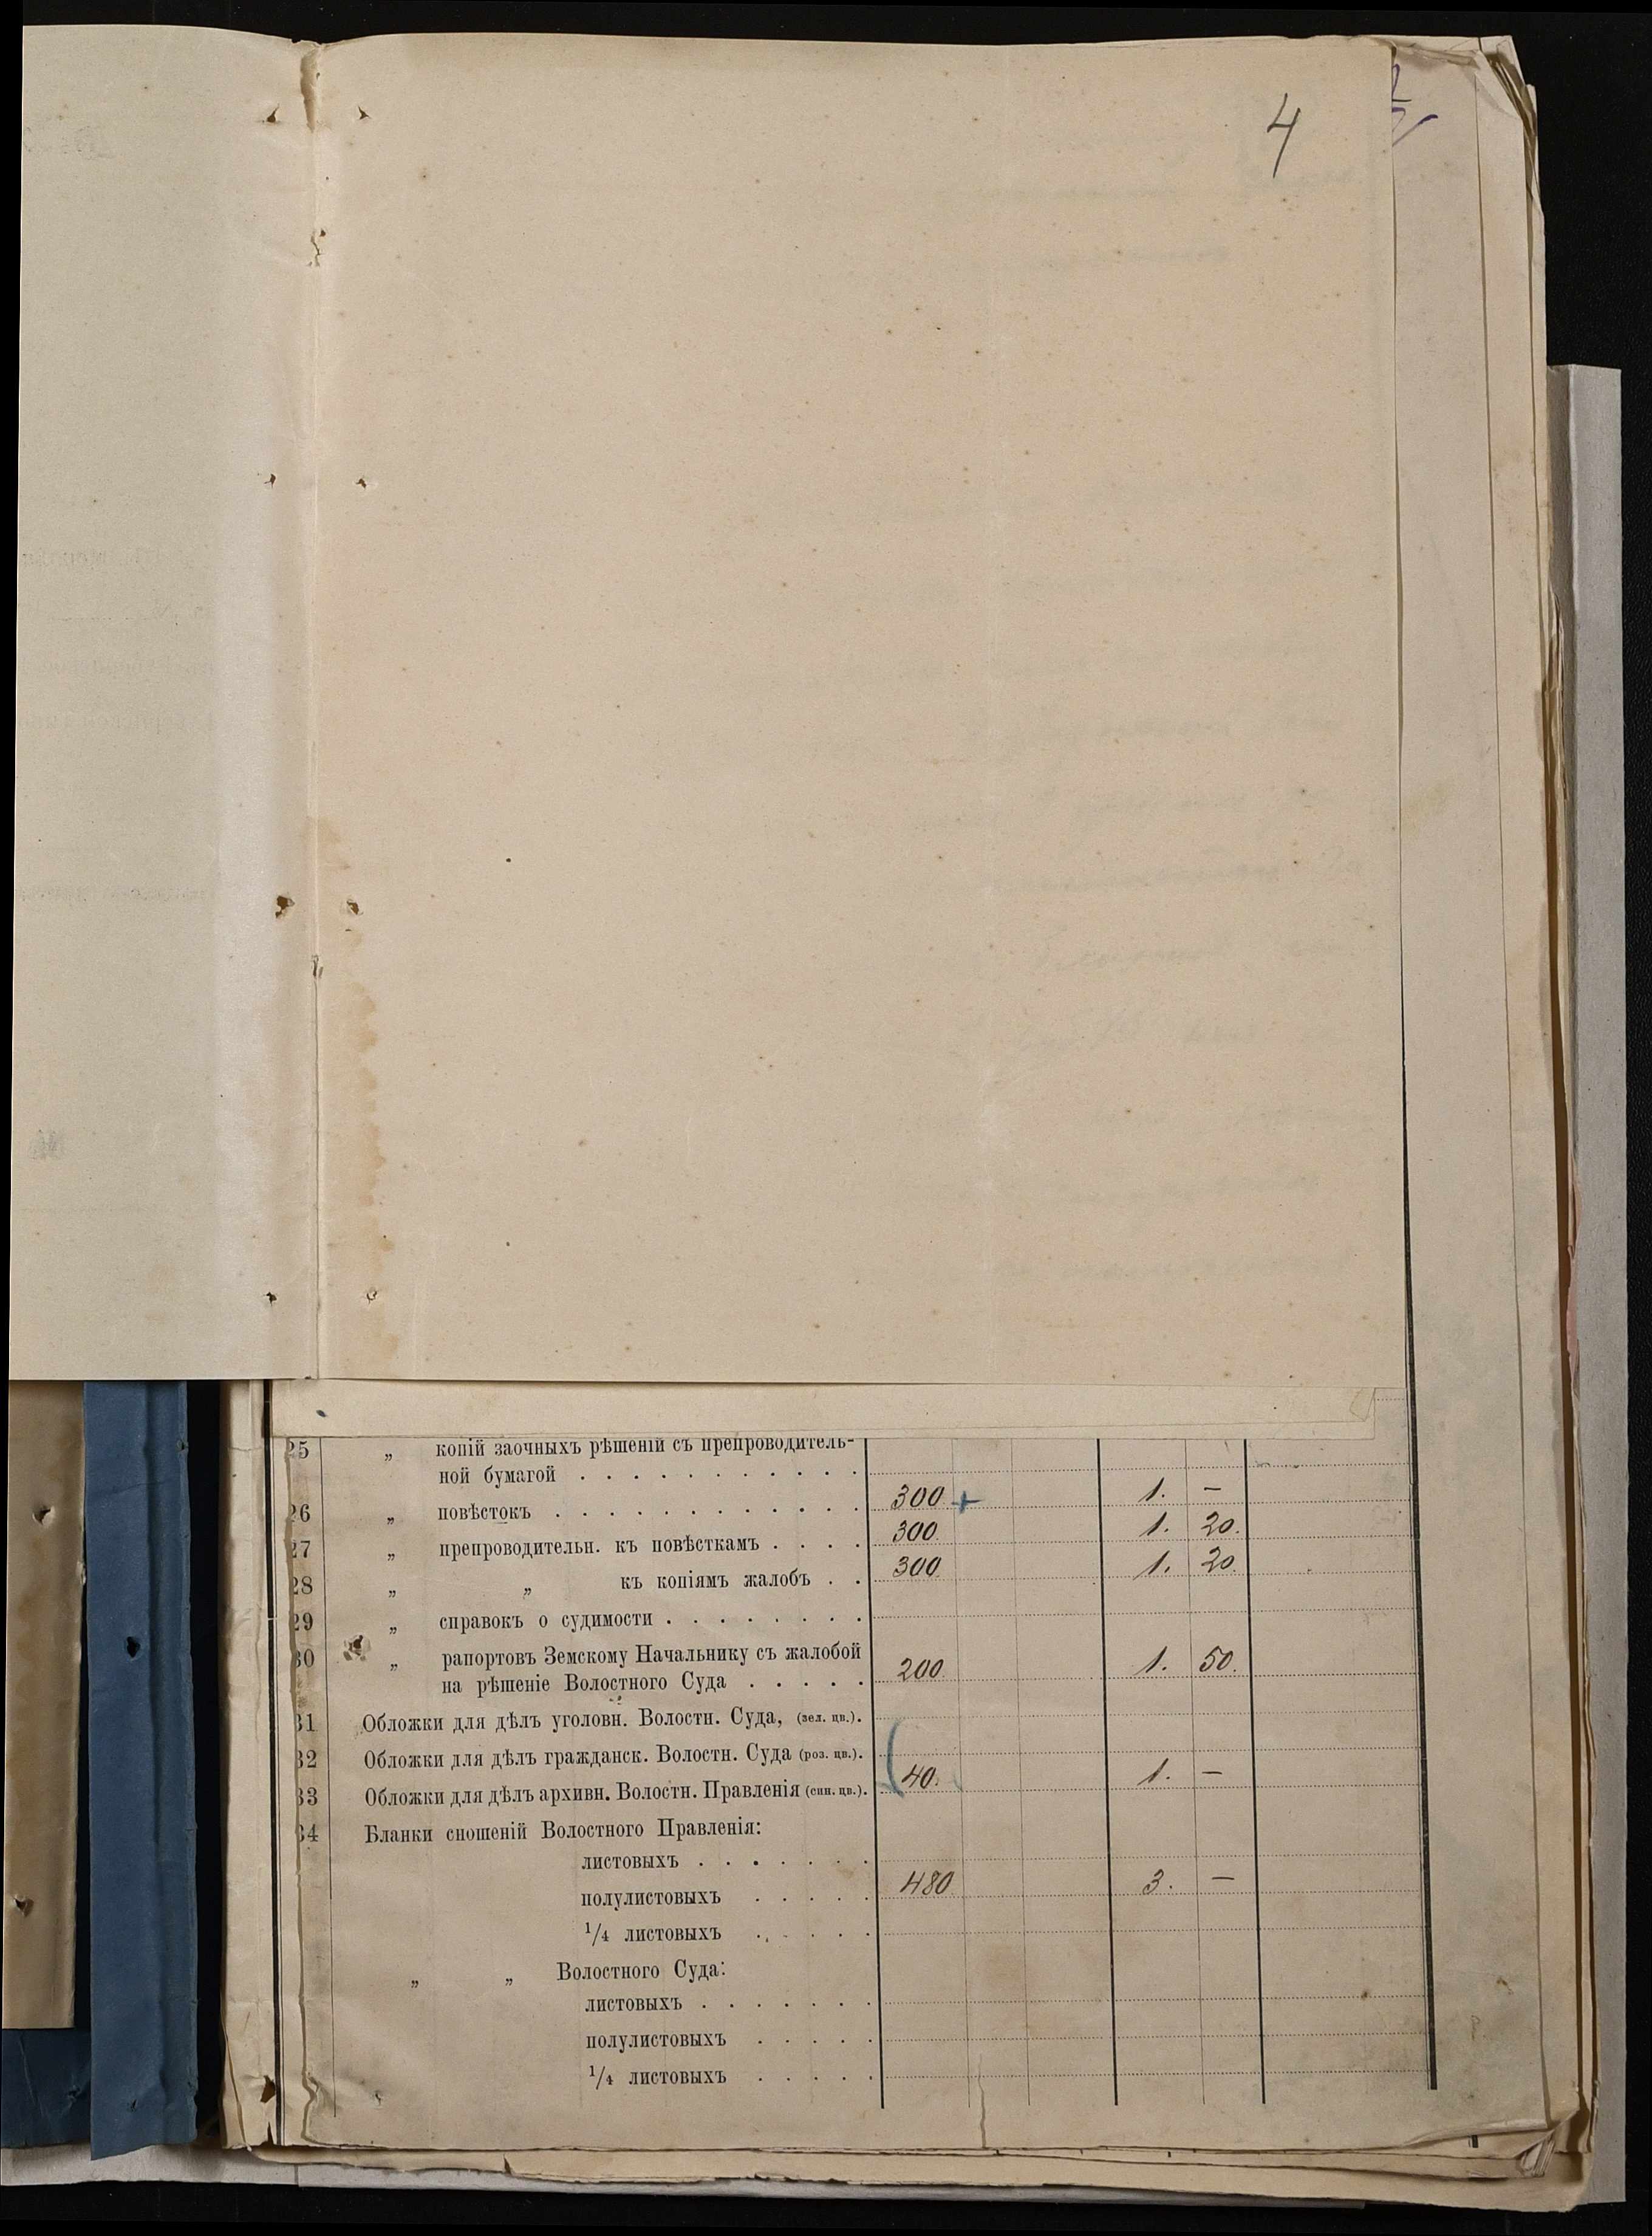 4
25 „ копій заочныхъ рѣшеній съ препроводитель-
ной бумагой . . . . . . . . . . .
26 „ повѣстокъ . . . . . . . . . . . . 300 + 1. —
27 „ препроводительн. къ повѣсткамъ . . . . 300 1. 20.
28 „ „ къ копіямъ жалобъ . . 300 1. 20.
29 „ справокъ о судимости . . . . . . . .
30 „ рапортовъ Земскому Начальнику съ жалобой
на рѣшеніе Волостного Суда . . . . . 200 1. 50.
31 Обложки для дѣлъ уголовн. Волостн. Суда, (зел. цв.).
32 Обложки для дѣлъ гражданск. Волостн. Суда (роз. цв.).
33 Обложки для дѣлъ архивн. Волостн. Правленія (син. цв.). 40. 1. —
34 Бланки сношеній Волостного Правленія:
листовыхъ . . . . . . .
полулистовыхъ . . . . . 480 3. —
1/4 листовыхъ . . . . .
„ „ Волостного Суда:
листовыхъ . . . . . . .
полулистовыхъ . . . . .
1/4 листовыхъ . . . . .